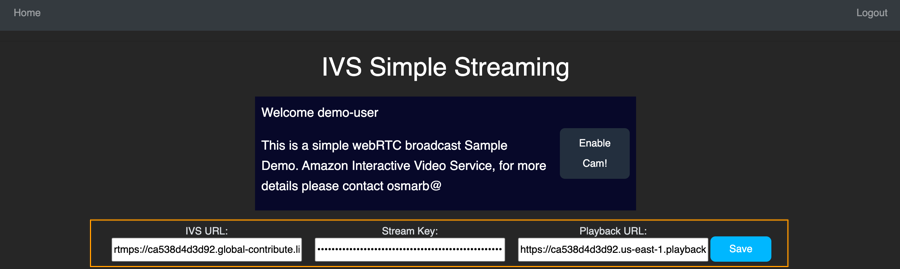 Home
Logout
IVS Simple Streaming
Welcome demo-user
This is a simple webRTC broadcast Sample
Demo. Amazon Interactive Video Service, for more
details please contact osmarb@
Enable
Cam!
IVS URL:
Stream Key:
Playback URL:
rtmps://ca538d4d3d92.global-contribute.li
••••••••••••••••••••••••••••••••••••••••••••••••
https://ca538d4d3d92.us-east-1.playback
Save